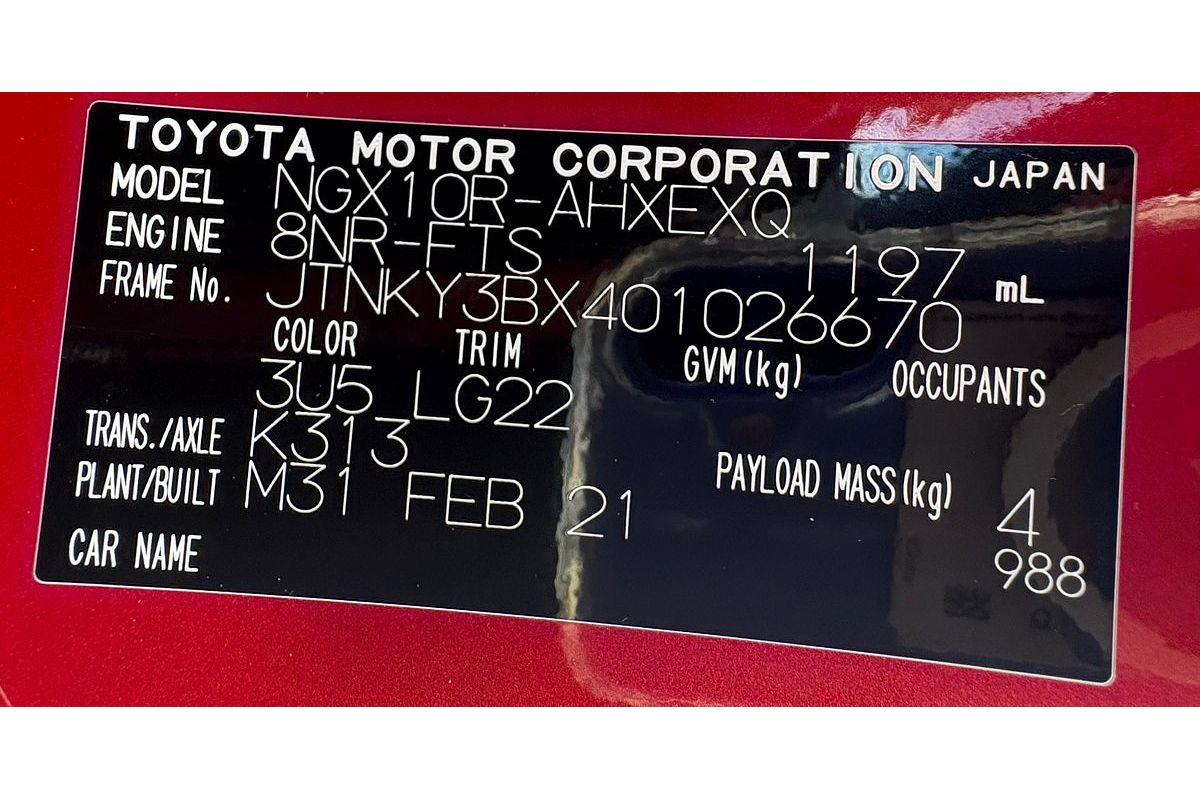 TOYOTA MOTOR CORPORATION JAPAN
MODEL NGX10R-AHXEXQ
ENGINE 8NR-FTS 1197 mL
FRAME No. JTNKY3BX401026670
COLOR TRIM GVM(kg) OCCUPANTS
3U5 LG22
TRANS./AXLE K313 PAYLOAD MASS(kg) 4
PLANT/BUILT M31 FEB 21 988
CAR NAME